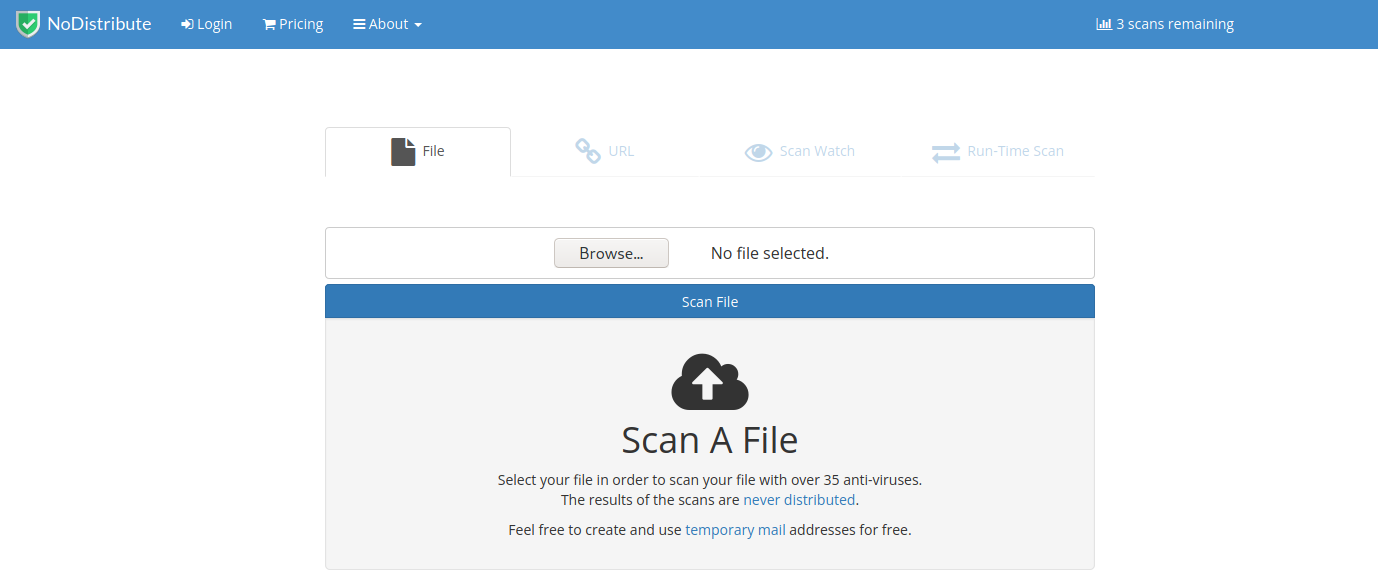 NoDistribute Login Pricing About 3 scans remaining
File URL Scan Watch Run-Time Scan
Browse... No file selected.
Scan File
Scan A File
Select your file in order to scan your file with over 35 anti-viruses.
The results of the scans are never distributed.
Feel free to create and use temporary mail addresses for free.